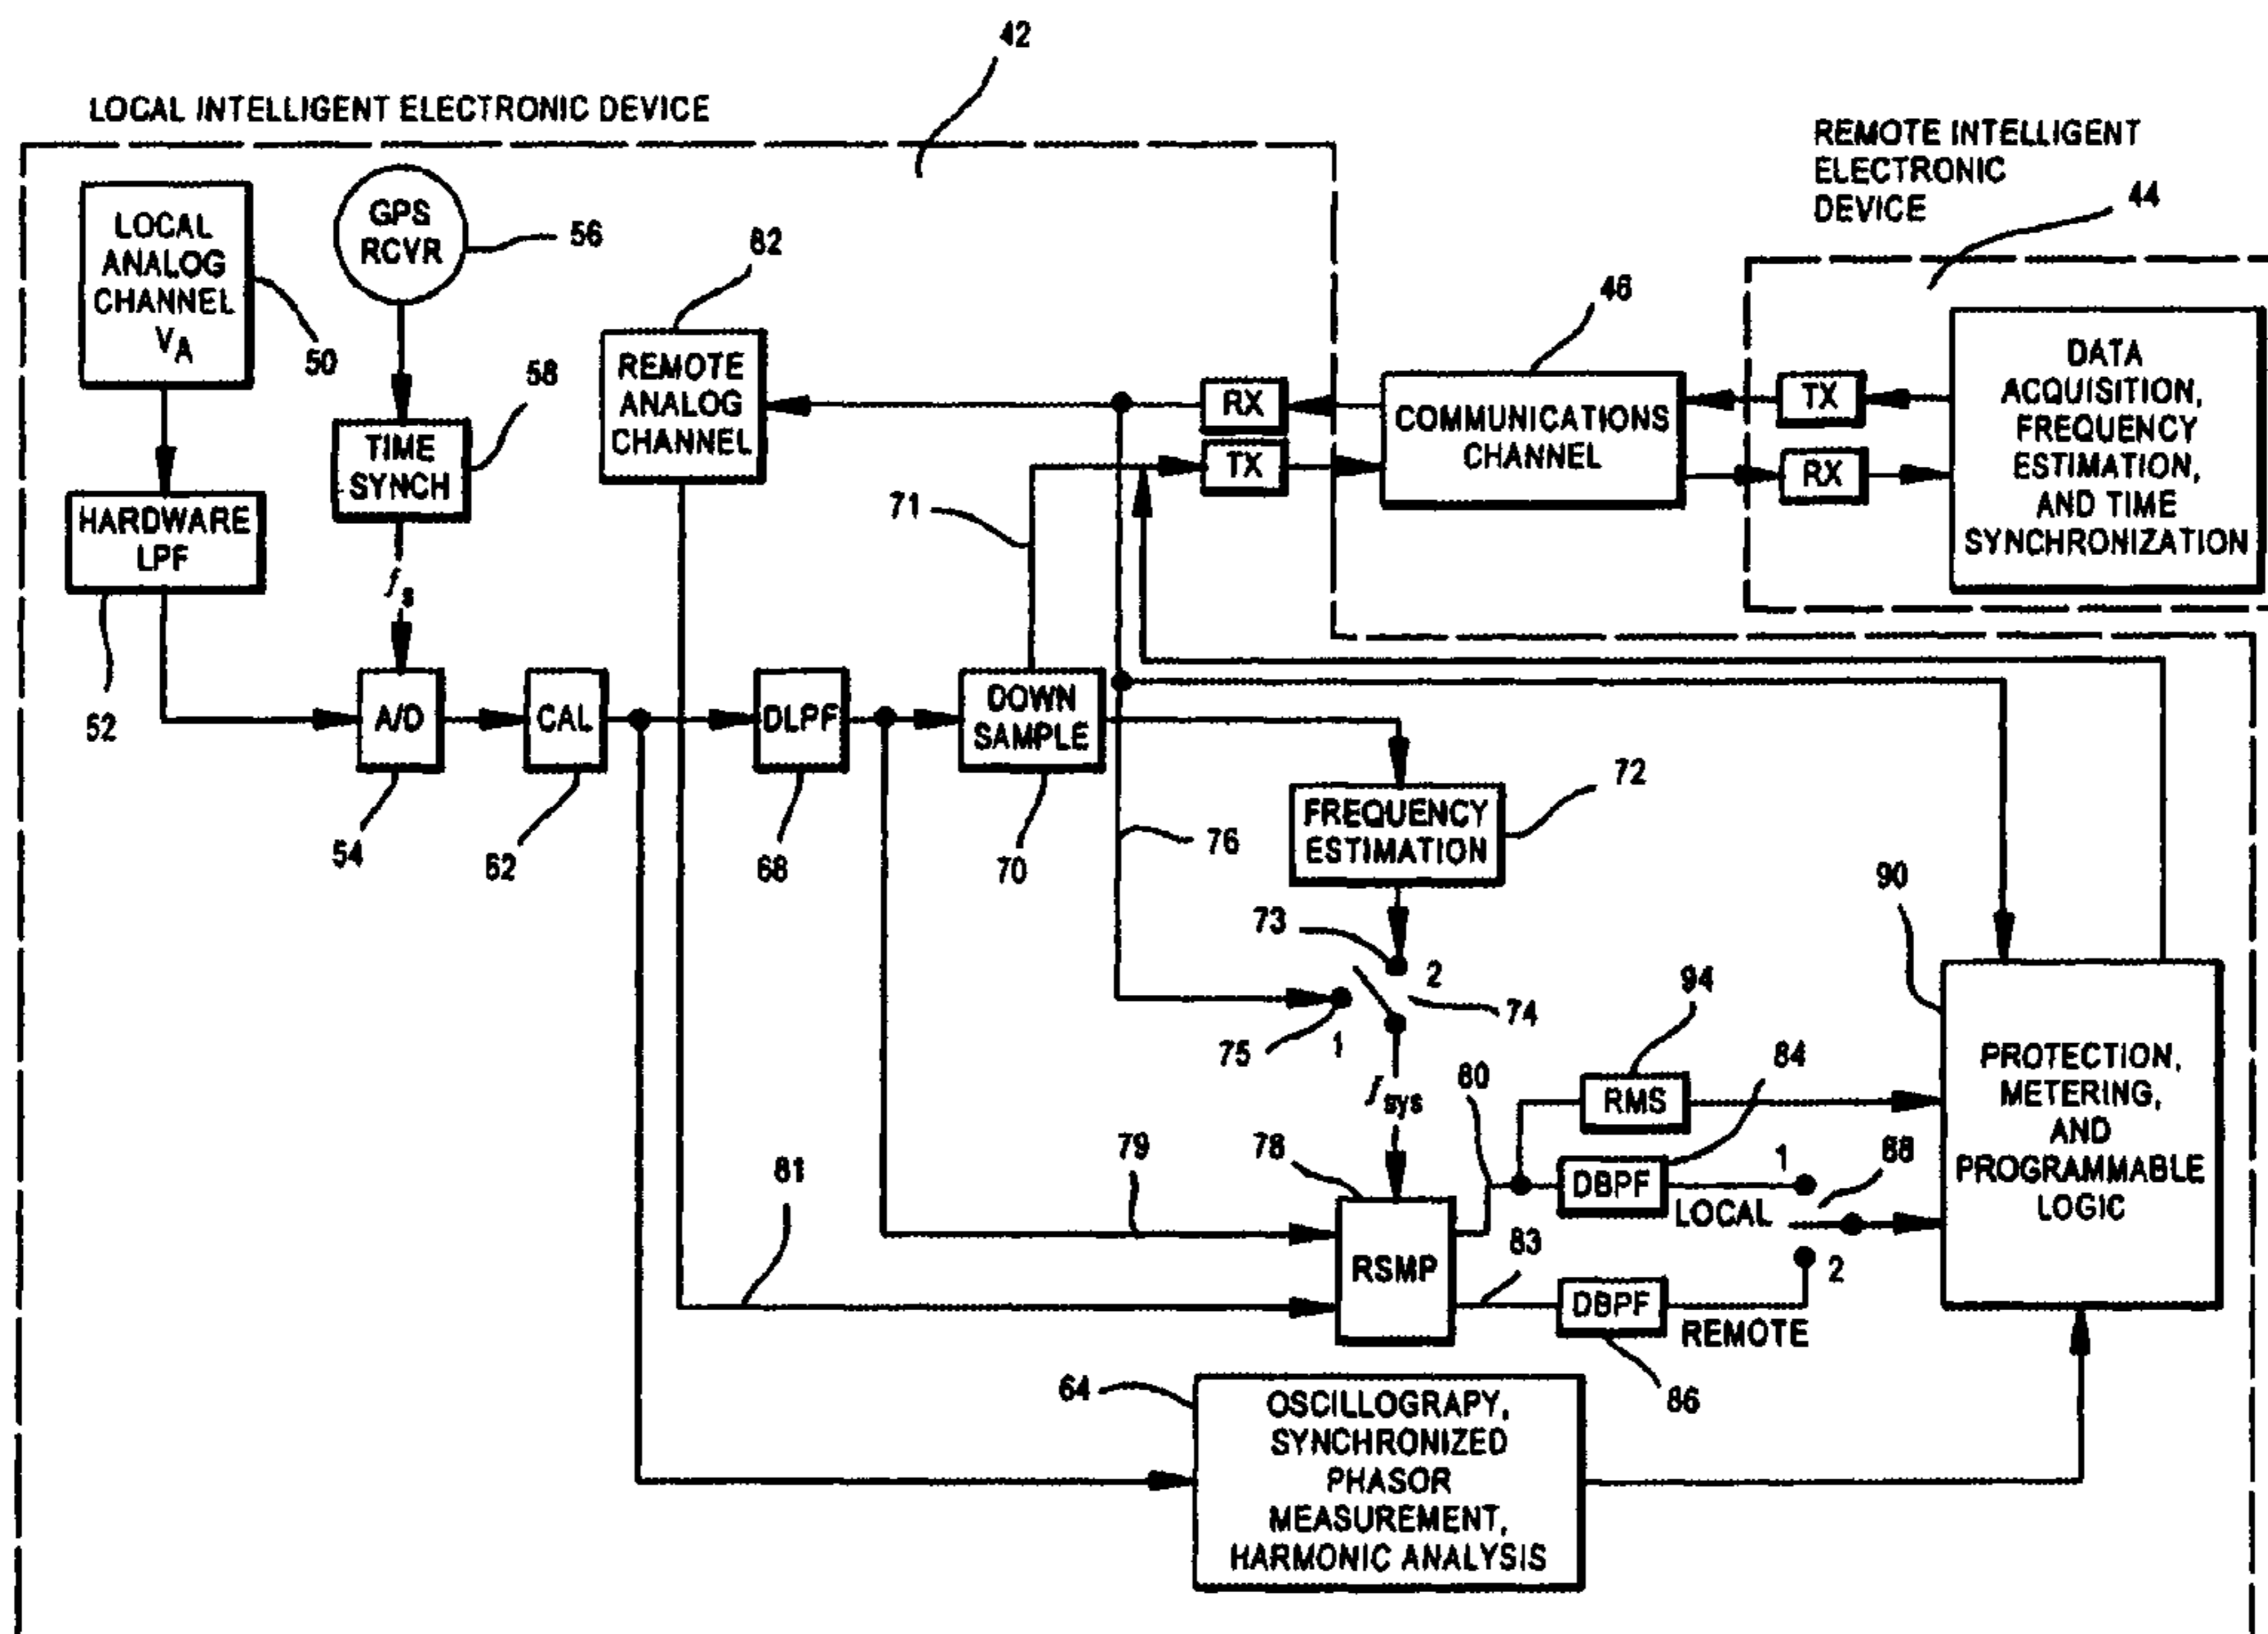 42
LOCAL INTELLIGENT ELECTRONIC DEVICE
REMOTE INTELLIGENT
ELECTRONIC
DEVICE
44
LOCAL
ANALOG
CHANNEL
VA
50
GPS
RCVR
56
82
REMOTE
ANALOG
CHANNEL
46
58
TIME
SYNCH
RX
TX
COMMUNICATIONS
CHANNEL
TX
RX
DATA
ACQUISITION,
FREQUENCY
ESTIMATION,
AND TIME
SYNCHRONIZATION
HARDWARE
LPF
52
fs
71
A/D
54
CAL
62
DLPF
68
DOWN
SAMPLE
70
76
FREQUENCY
ESTIMATION
72
73
2
74
75
1
fsys
90
94
RMS
84
80
79
78
81
RSMP
DBPF
LOCAL
1
88
2
83
DBPF
REMOTE
86
PROTECTION,
METERING,
AND
PROGRAMMABLE
LOGIC
64
OSCILLOGRAPY,
SYNCHRONIZED
PHASOR
MEASUREMENT,
HARMONIC ANALYSIS